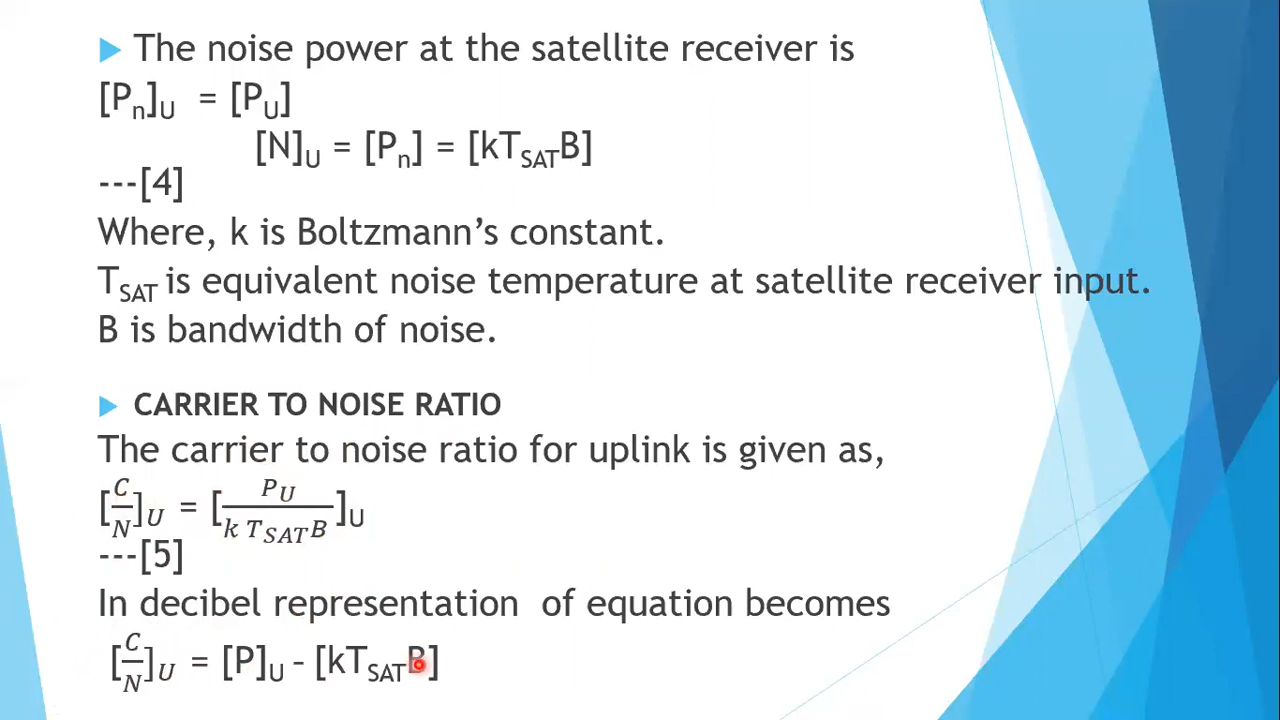 The noise power at the satellite receiver is
[Pn]U = [PU]
[N]U = [Pn] = [kTSATB]
---[4]
Where, k is Boltzmann’s constant.
TSAT is equivalent noise temperature at satellite receiver input.
B is bandwidth of noise.
CARRIER TO NOISE RATIO
The carrier to noise ratio for uplink is given as,
[C/N]U = [PU / k TSAT B]U
---[5]
In decibel representation of equation becomes
[C/N]U = [P]U – [kTSATB]